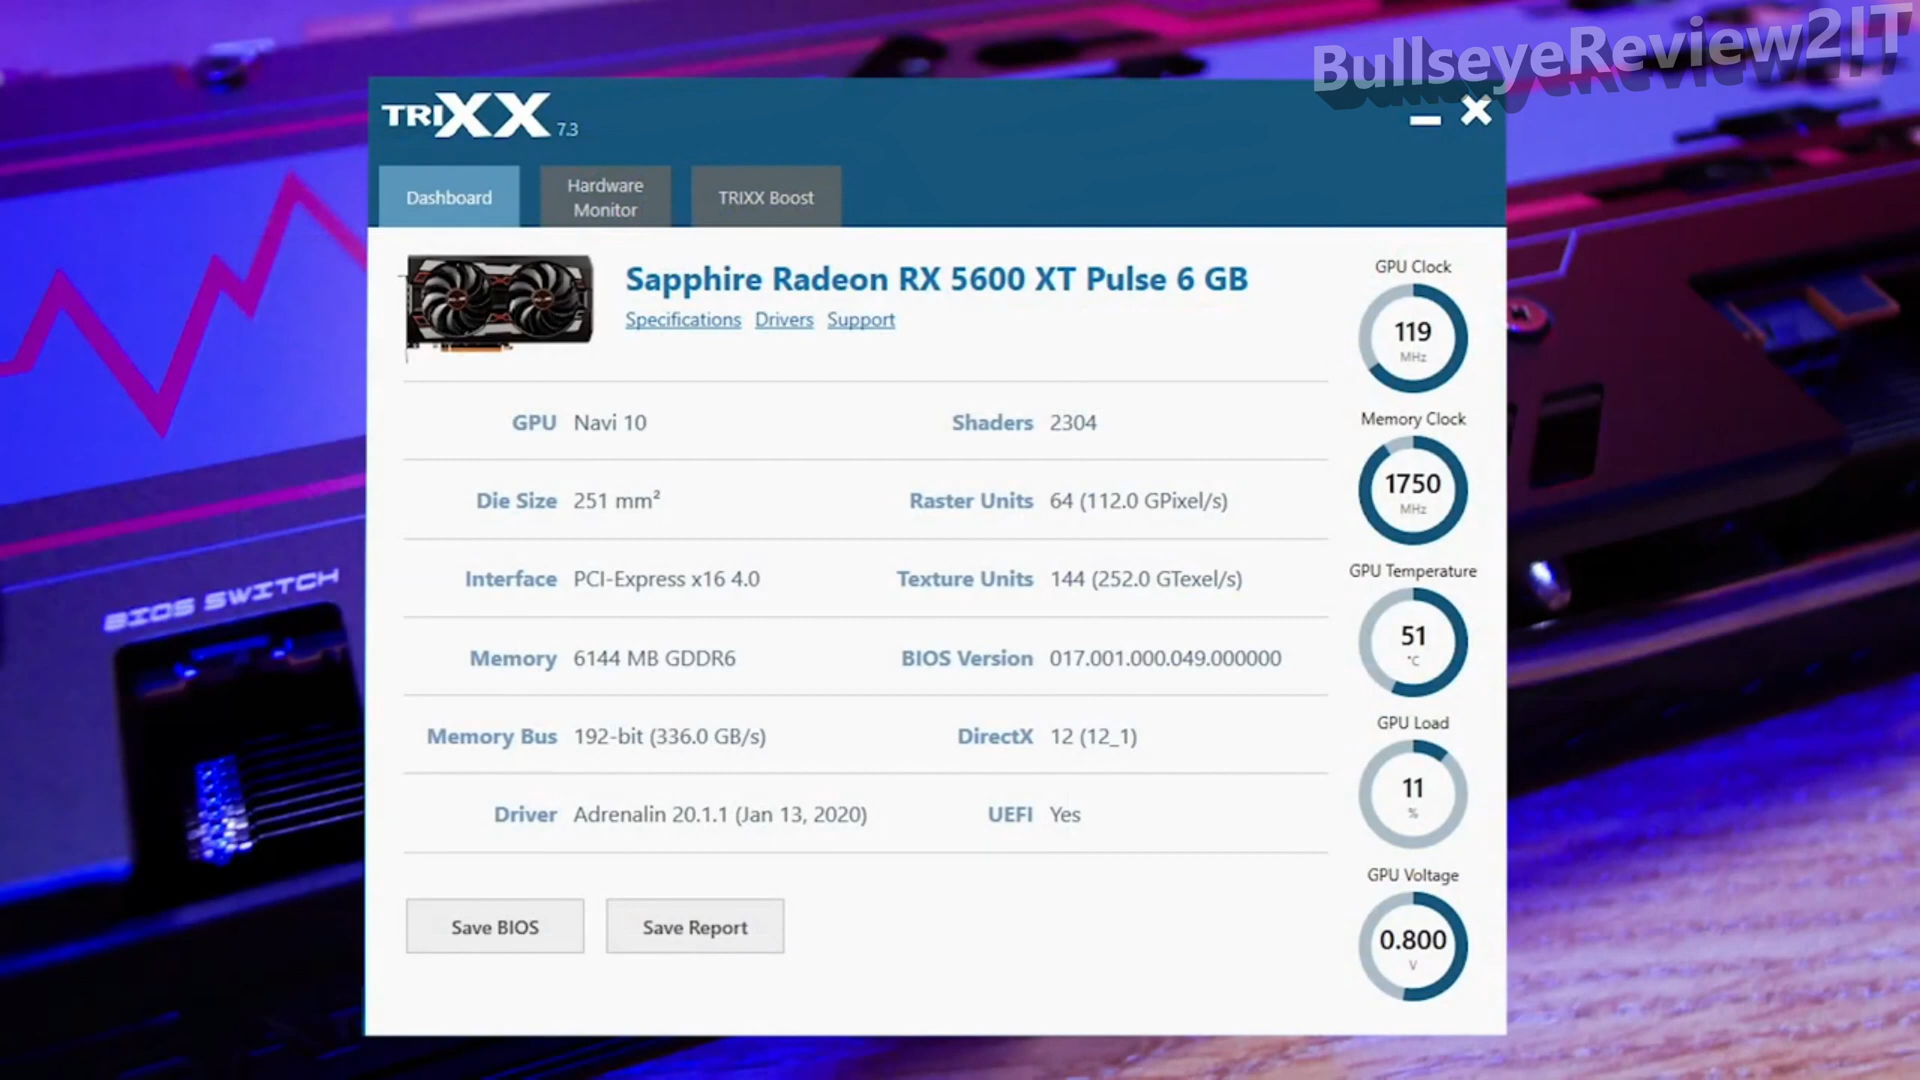 BullseyeReview2IT
TRIXX 7.3
Dashboard
Hardware
Monitor
TRIXX Boost
Sapphire Radeon RX 5600 XT Pulse 6 GB
Specifications Drivers Support
GPU Navi 10
Shaders 2304
Die Size 251 mm²
Raster Units 64 (112.0 GPixel/s)
Interface PCI-Express x16 4.0
Texture Units 144 (252.0 GTexel/s)
Memory 6144 MB GDDR6
BIOS Version 017.001.000.049.000000
Memory Bus 192-bit (336.0 GB/s)
DirectX 12 (12_1)
Driver Adrenalin 20.1.1 (Jan 13, 2020)
UEFI Yes
Save BIOS
Save Report
GPU Clock
119
MHz
Memory Clock
1750
MHz
GPU Temperature
51
°C
GPU Load
11
%
GPU Voltage
0.800
V
BIOS SWITCH